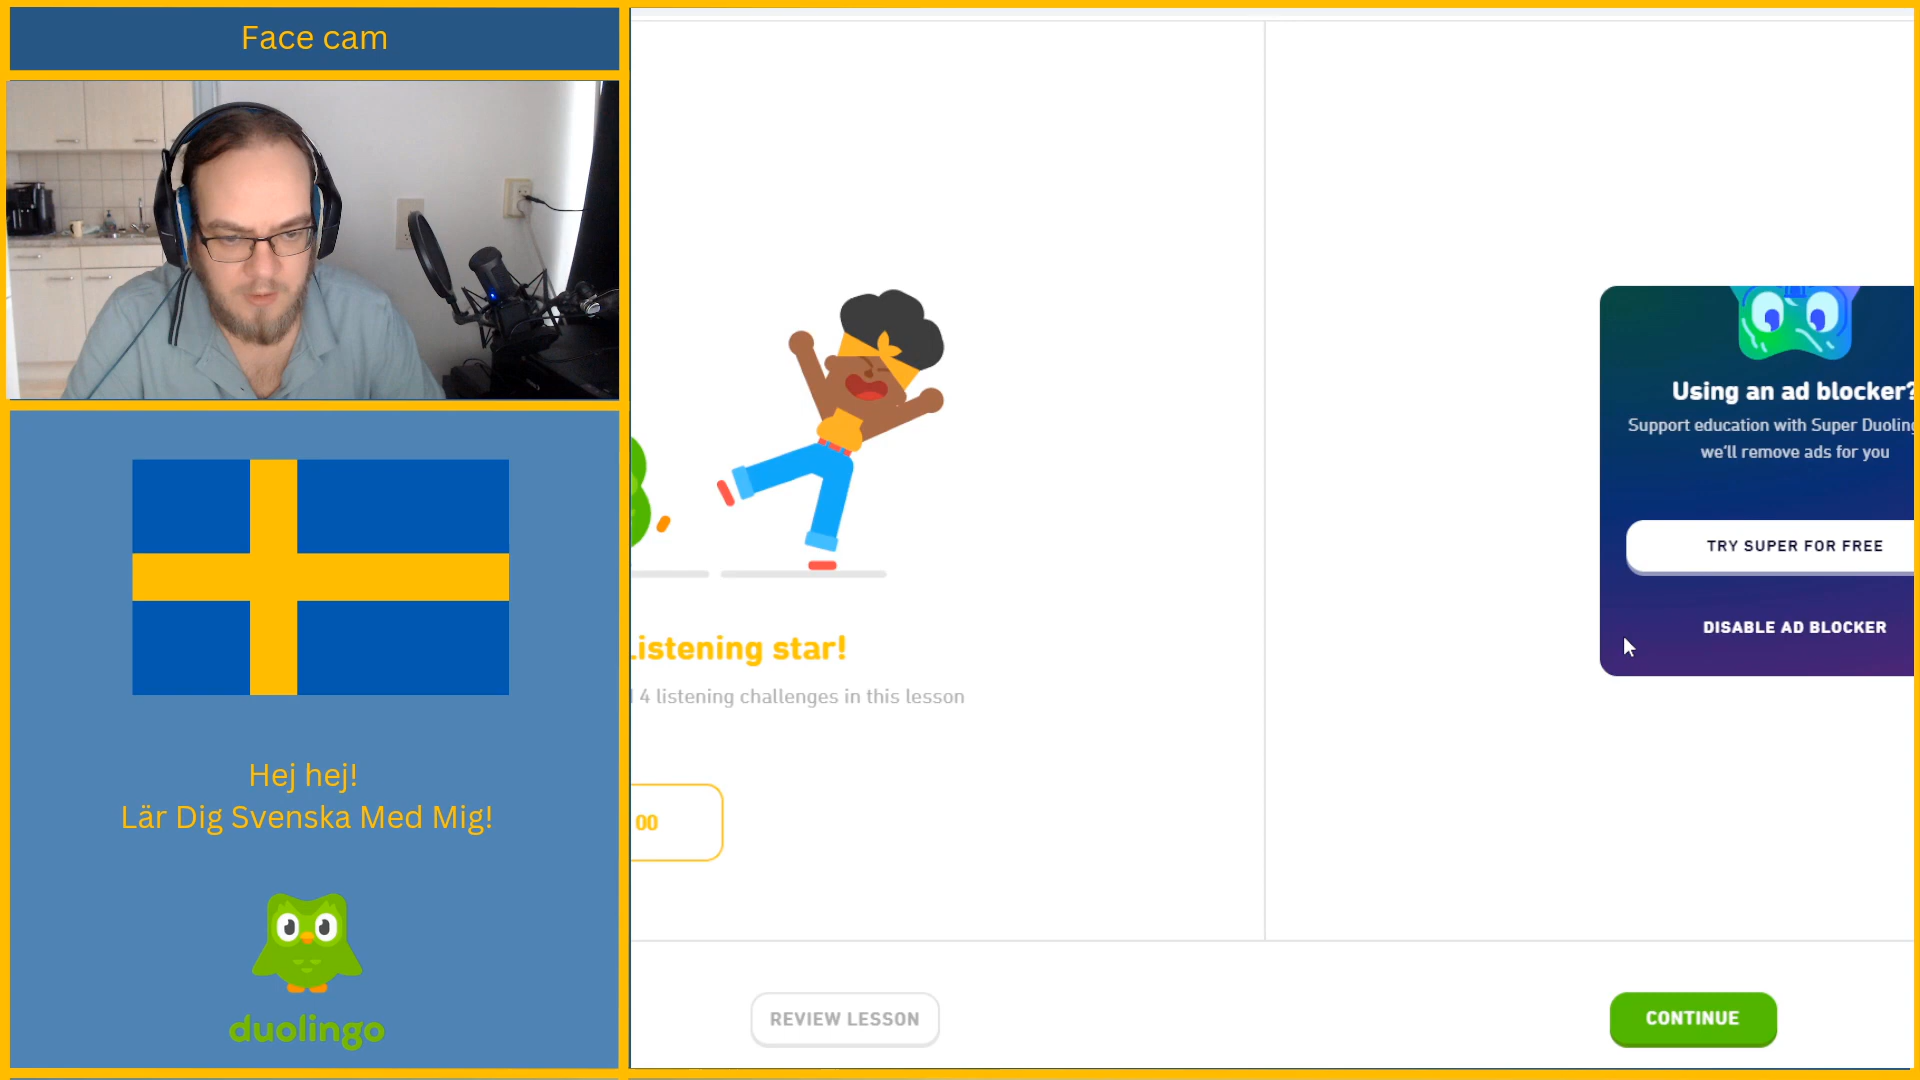 Face cam
Hej hej!
Lär Dig Svenska Med Mig!
duolingo
Listening star!
4 listening challenges in this lesson
00
REVIEW LESSON
Using an ad blocker?
Support education with Super Duoling
we'll remove ads for you
TRY SUPER FOR FREE
DISABLE AD BLOCKER
CONTINUE